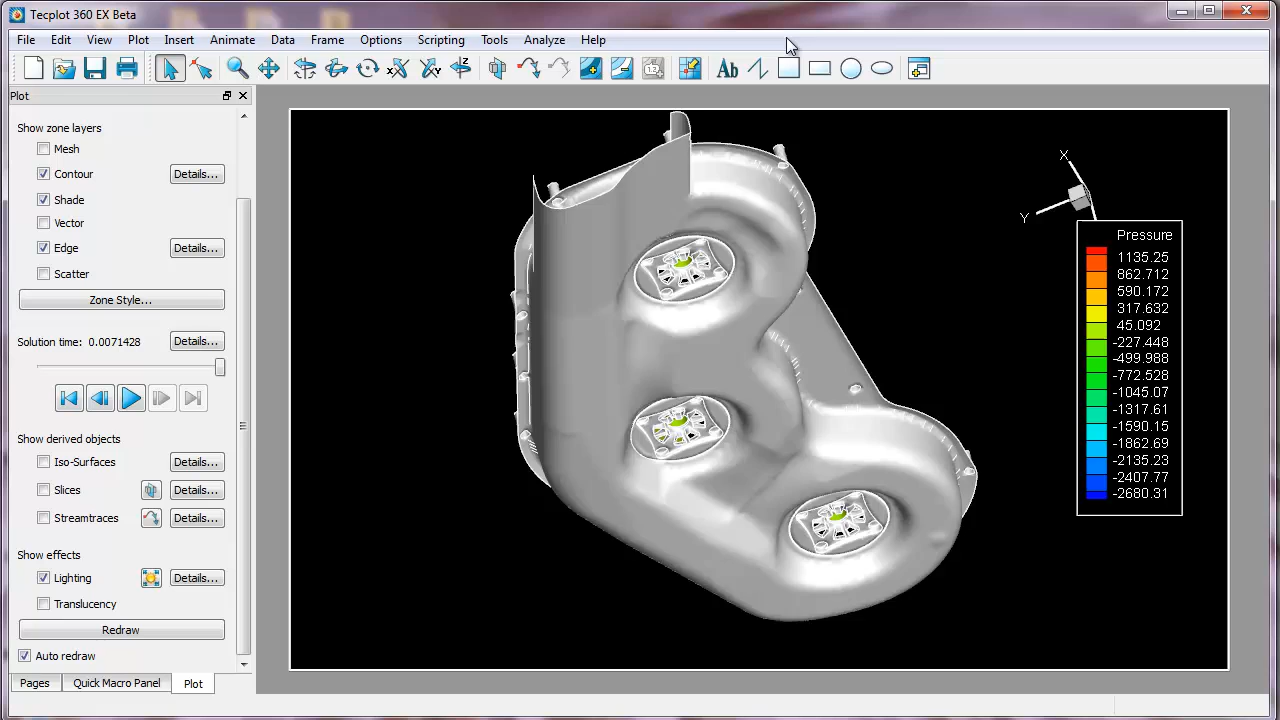 Tecplot 360 EX Beta
File Edit View Plot Insert Animate Data Frame Options Scripting Tools Analyze Help
Ab
Plot
Show zone layers
Mesh
Contour Details...
Shade
Vector
Edge Details...
Scatter
Zone Style...
Solution time: 0.0071428 Details...
Show derived objects
Iso-Surfaces Details...
Slices Details...
Streamtraces Details...
Show effects
Lighting Details...
Translucency
Redraw
Auto redraw
Pages Quick Macro Panel Plot
X
Y
Pressure
1135.25
862.712
590.172
317.632
45.092
-227.448
-499.988
-772.528
-1045.07
-1317.61
-1590.15
-1862.69
-2135.23
-2407.77
-2680.31